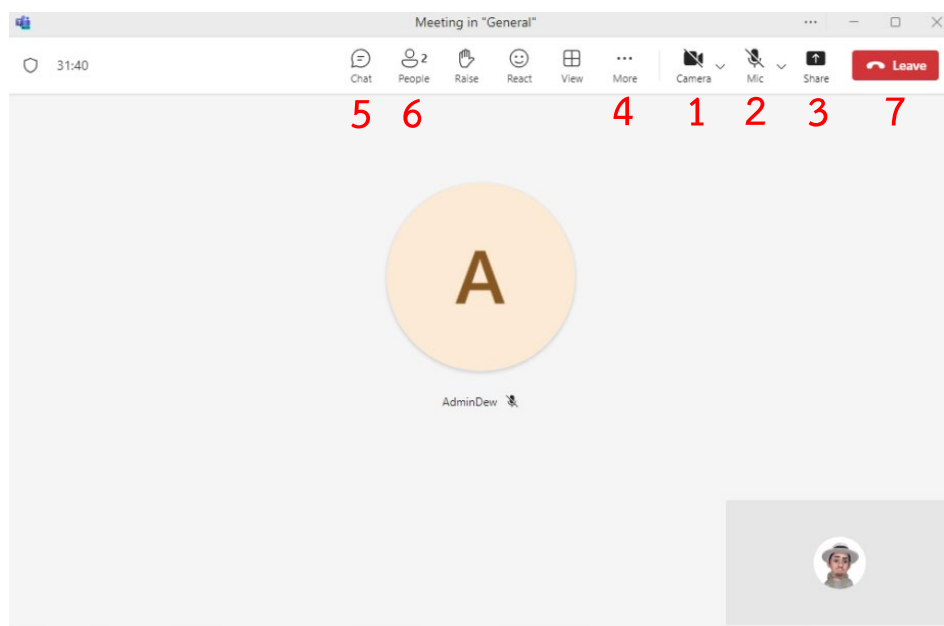 Meeting in "General"
31:40
2
Chat People Raise React View More Camera Mic Share Leave
5 6 4 1 2 3 7
A
AdminDew